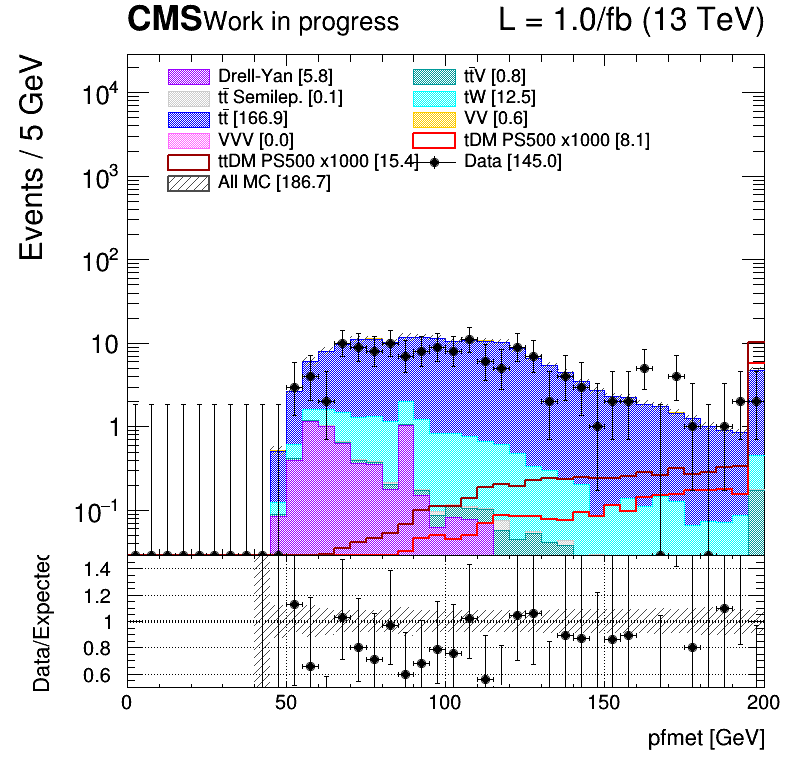 CMS Work in progress L = 1.0/fb (13 TeV)
Events / 5 GeV
Drell-Yan [5.8] tt̄V [0.8]
tt̄ Semilep. [0.1] tW [12.5]
tt̄ [166.9] VV [0.6]
VVV [0.0] tDM PS500 x1000 [8.1]
ttDM PS500 x1000 [15.4] Data [145.0]
All MC [186.7]
10⁴
10³
10²
10
1
10⁻¹
Data/Expected
1.4
1.2
1
0.8
0.6
0 50 100 150 200
pfmet [GeV]